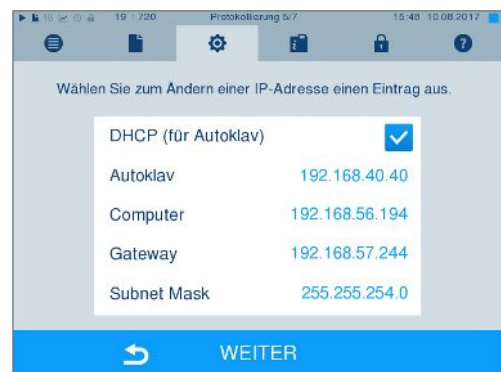 19 : 720 Protokollierung 5/7 15:48 10.08.2017
Wählen Sie zum Ändern einer IP-Adresse einen Eintrag aus.
DHCP (für Autoklav)
Autoklav 192.168.40.40
Computer 192.168.56.194
Gateway 192.168.57.244
Subnet Mask 255.255.254.0
WEITER